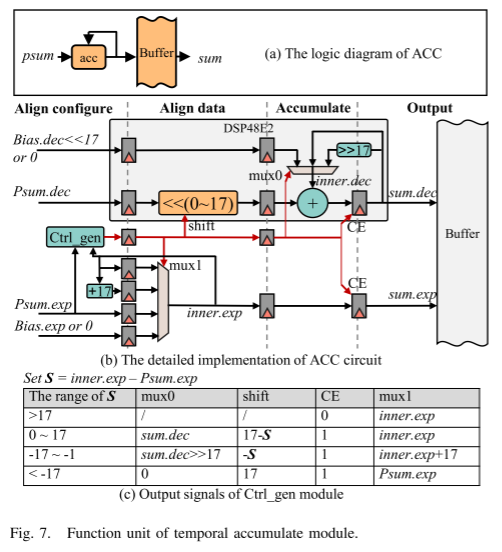 psum
acc
Buffer
sum
(a) The logic diagram of ACC
Align configure Align data Accumulate Output
Bias.dec<<17
or 0
DSP48E2
>>17
mux0
inner.dec
Psum.dec
<<(0~17)
+
sum.dec
shift
CE
Ctrl_gen
Buffer
mux1
+17
CE
Psum.exp
inner.exp
sum.exp
Bias.exp or 0
(b) The detailed implementation of ACC circuit
Set S = inner.exp – Psum.exp
The range of S mux0 shift CE mux1
>17 / / 0 inner.exp
0 ~ 17 sum.dec 17-S 1 inner.exp
-17 ~ -1 sum.dec>>17 -S 1 inner.exp+17
< -17 0 17 1 Psum.exp
(c) Output signals of Ctrl_gen module
Fig. 7. Function unit of temporal accumulate module.